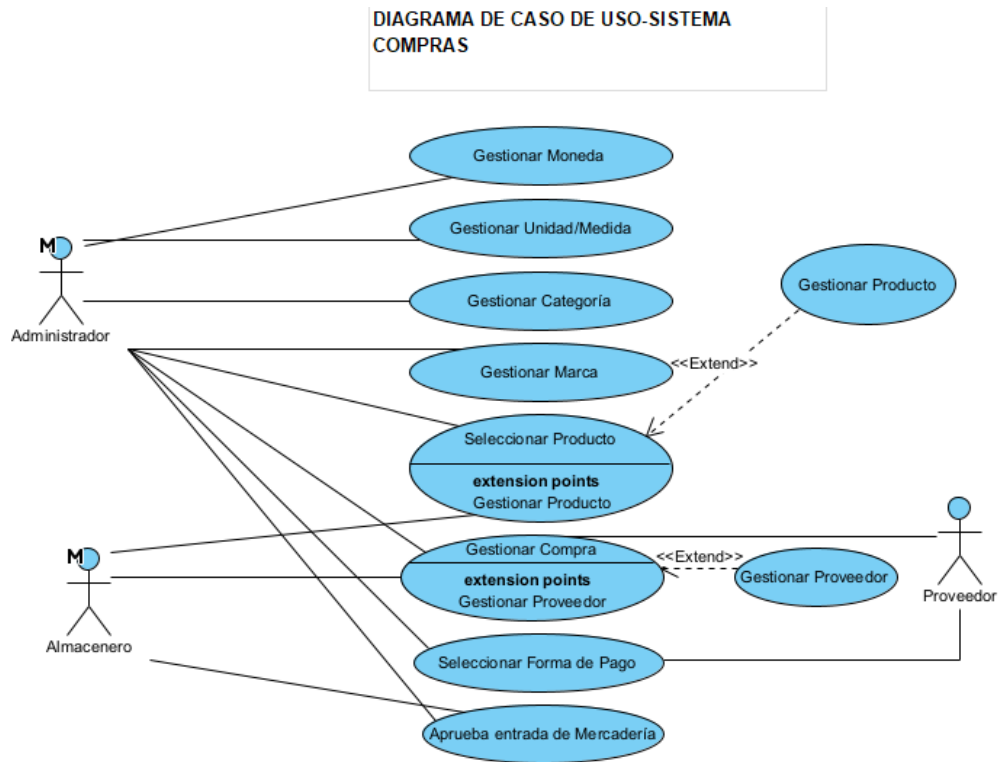 DIAGRAMA DE CASO DE USO-SISTEMA
COMPRAS
Gestionar Moneda
Gestionar Unidad/Medida
M
Administrador
Gestionar Categoría
Gestionar Producto
Gestionar Marca
<<Extend>>
Seleccionar Producto
extension points
Gestionar Producto
M
Almacenero
Gestionar Compra
extension points
Gestionar Proveedor
<<Extend>>
Gestionar Proveedor
Proveedor
Seleccionar Forma de Pago
Aprueba entrada de Mercadería